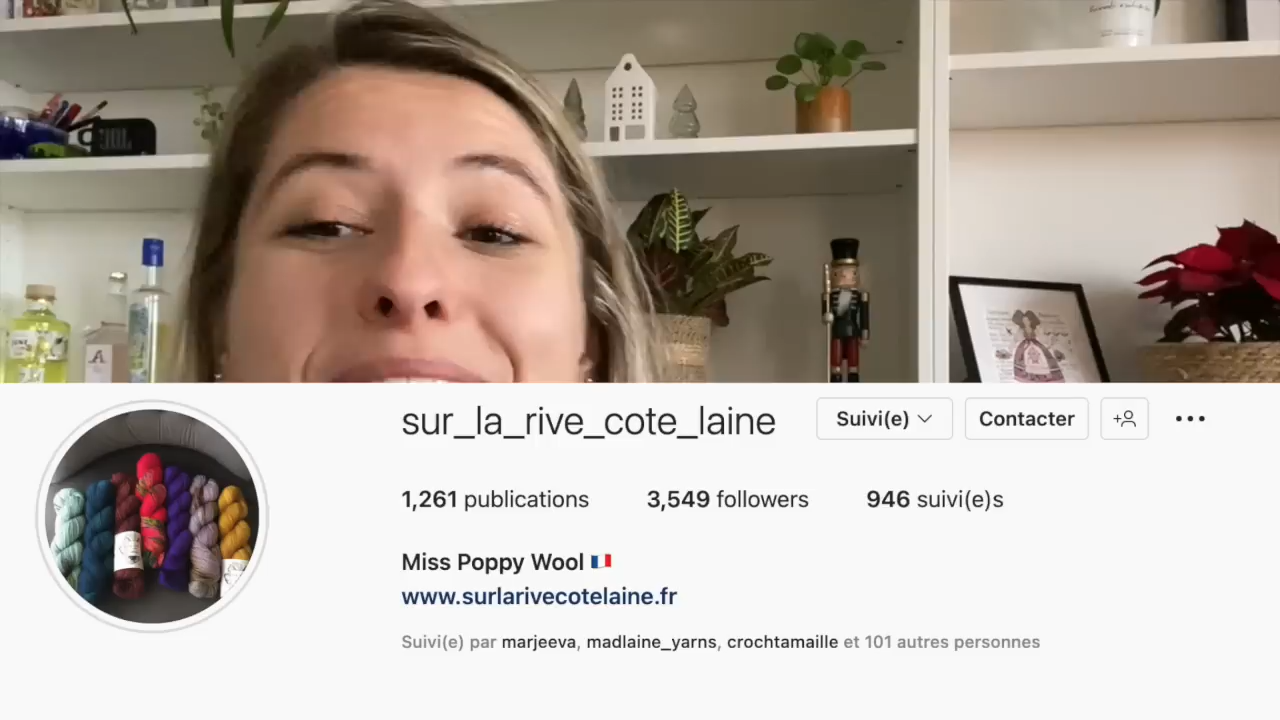 sur_la_rive_cote_laine
Suivi(e)
Contacter
1,261 publications
3,549 followers
946 suivi(e)s
Miss Poppy Wool
www.surlarivecotelaine.fr
Suivi(e) par marjeeva, madlaine_yarns, crochtamaille et 101 autres personnes